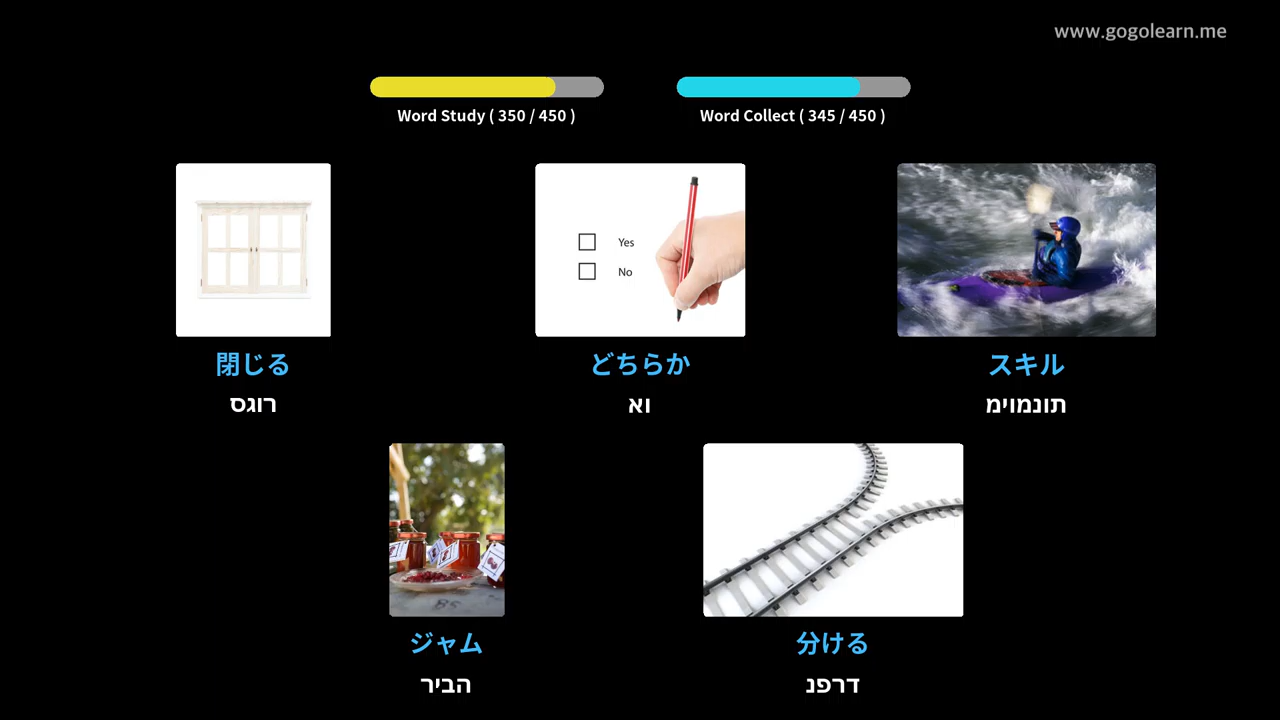 www.gogolearn.me
Word Study ( 350 / 450 )
Word Collect ( 345 / 450 )
Yes
No
閉じる
רוגס
どちらか
וא
スキル
תונמוימ
ジャム
הביר
分ける
דרפנ